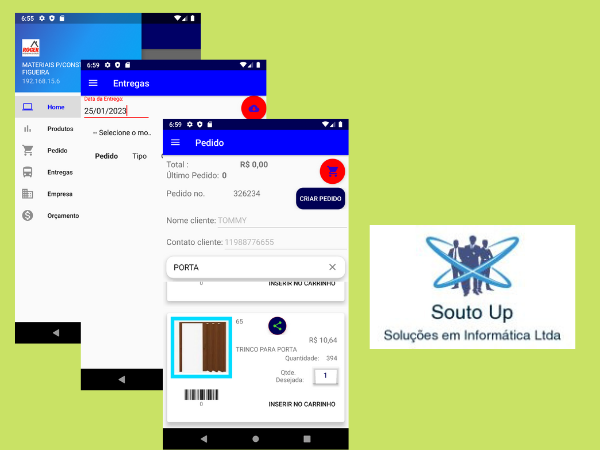 6:55
ROGER
MATERIAIS P/CONST
FIGUEIRA
192.168.15.6
Home
Produtos
Pedido
Entregas
Empresa
Orçamento
6:59
Entregas
Data da Entrega:
25/01/2023
-- Selecione o mo..
Pedido Tipo
6:59
Pedido
Total : R$ 0,00
Último Pedido: 0
Pedido no. 326234
CRIAR PEDIDO
Nome cliente: TOMMY
Contato cliente: 11988776655
PORTA
0 INSERIR NO CARRINHO
65
R$ 10,64
TRINCO PARA PORTA
Quantidade: 394
Qtde.
Desejada: 1
0 INSERIR NO CARRINHO
Souto Up
Soluções em Informática Ltda